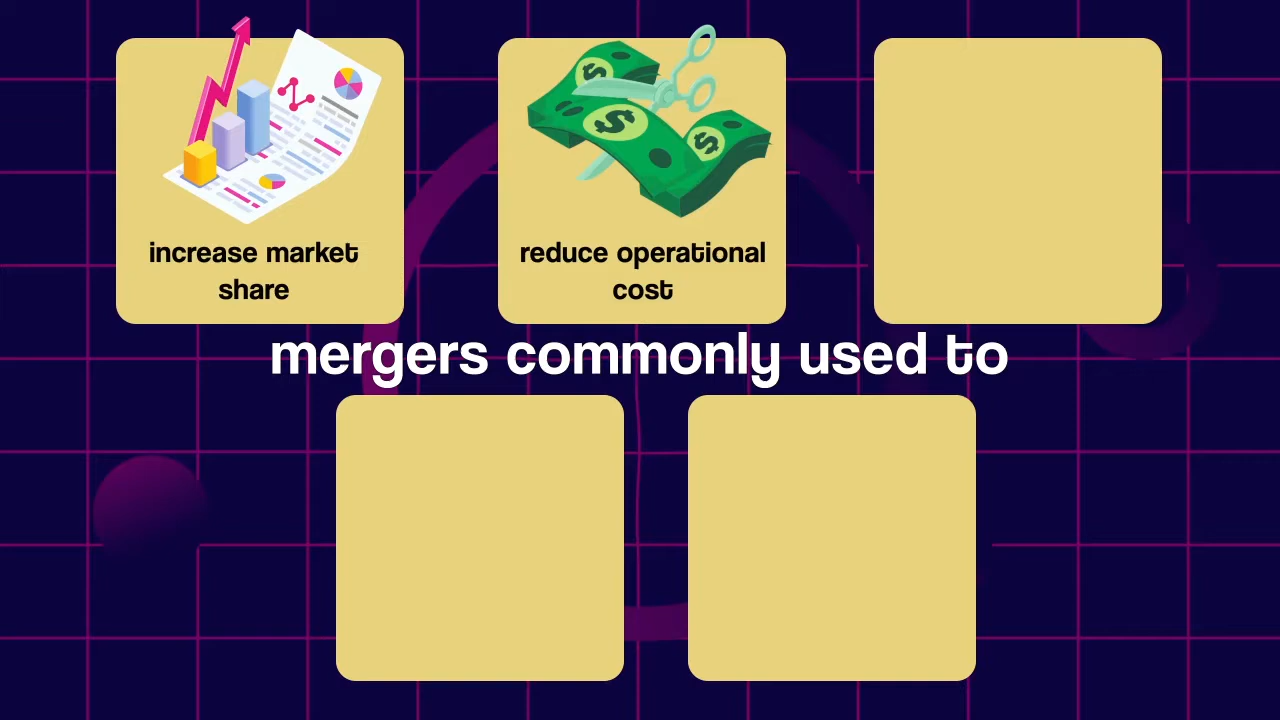 increase market
share
reduce operational
cost
mergers commonly used to